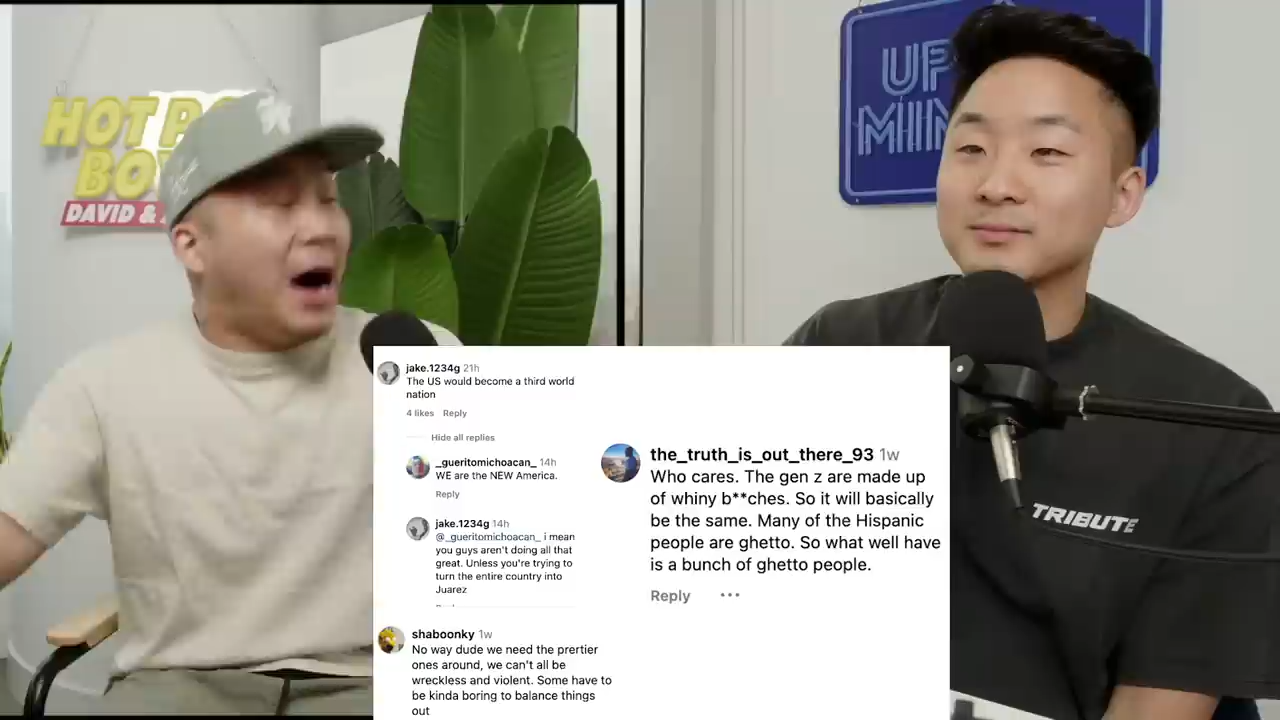 HOT
BO
DAVID &
UP
MIN
TRIBUTE
jake.1234g 21h
The US would become a third world
nation
4 likes Reply
Hide all replies
_gueritomichoacan_ 14h
WE are the NEW America.
Reply
jake.1234g 14h
@_gueritomichoacan_ i mean
you guys aren't doing all that
great. Unless you're trying to
turn the entire country into
Juarez
shaboonky 1w
No way dude we need the prertier
ones around, we can't all be
wreckless and violent. Some have to
be kinda boring to balance things
out
the_truth_is_out_there_93 1w
Who cares. The gen z are made up
of whiny b**ches. So it will basically
be the same. Many of the Hispanic
people are ghetto. So what well have
is a bunch of ghetto people.
Reply ...